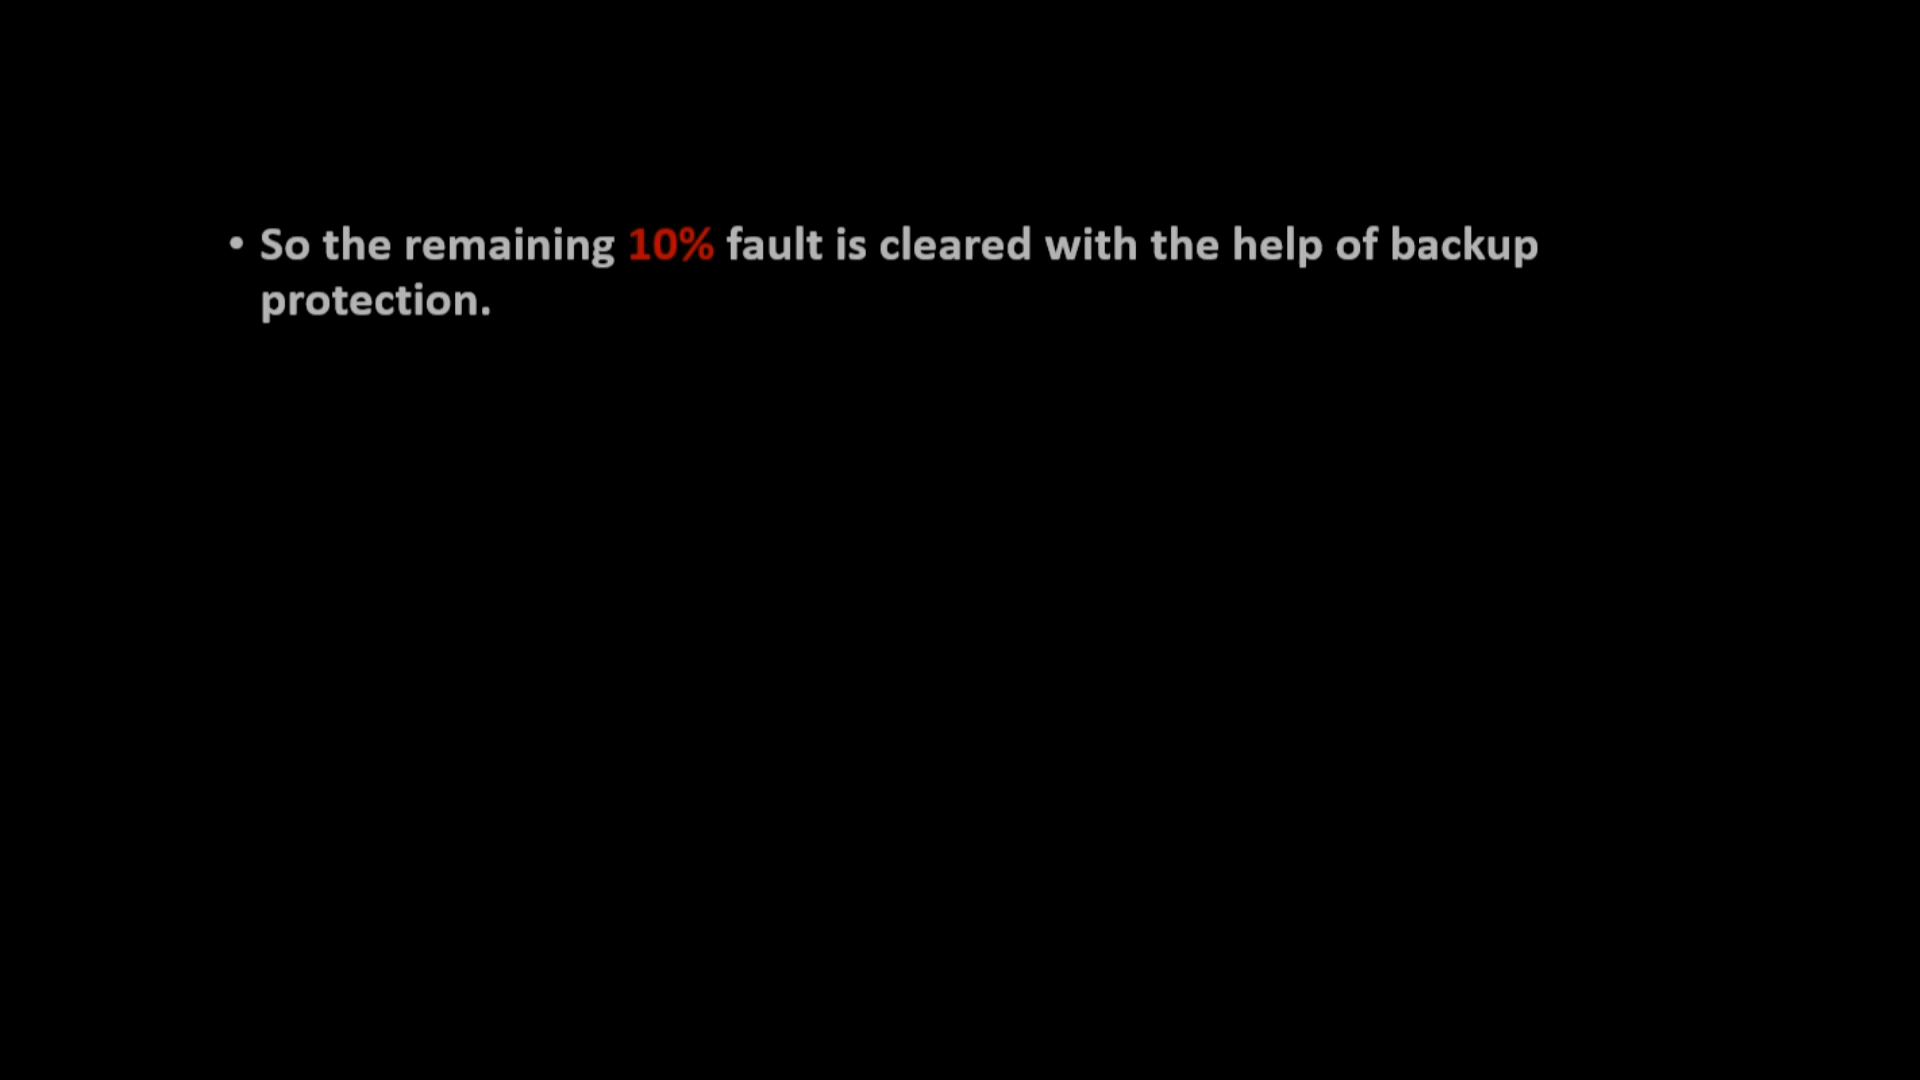 • So the remaining 10% fault is cleared with the help of backup
protection.